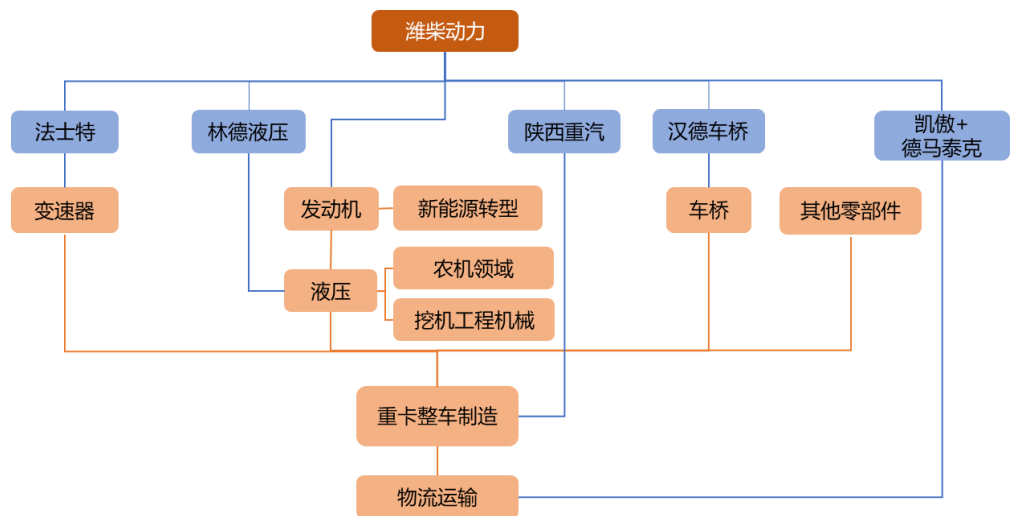 潍柴动力
法士特
林德液压
陕西重汽
汉德车桥
凯傲+
德马泰克
变速器
发动机
新能源转型
车桥
其他零部件
农机领域
液压
挖机工程机械
重卡整车制造
物流运输